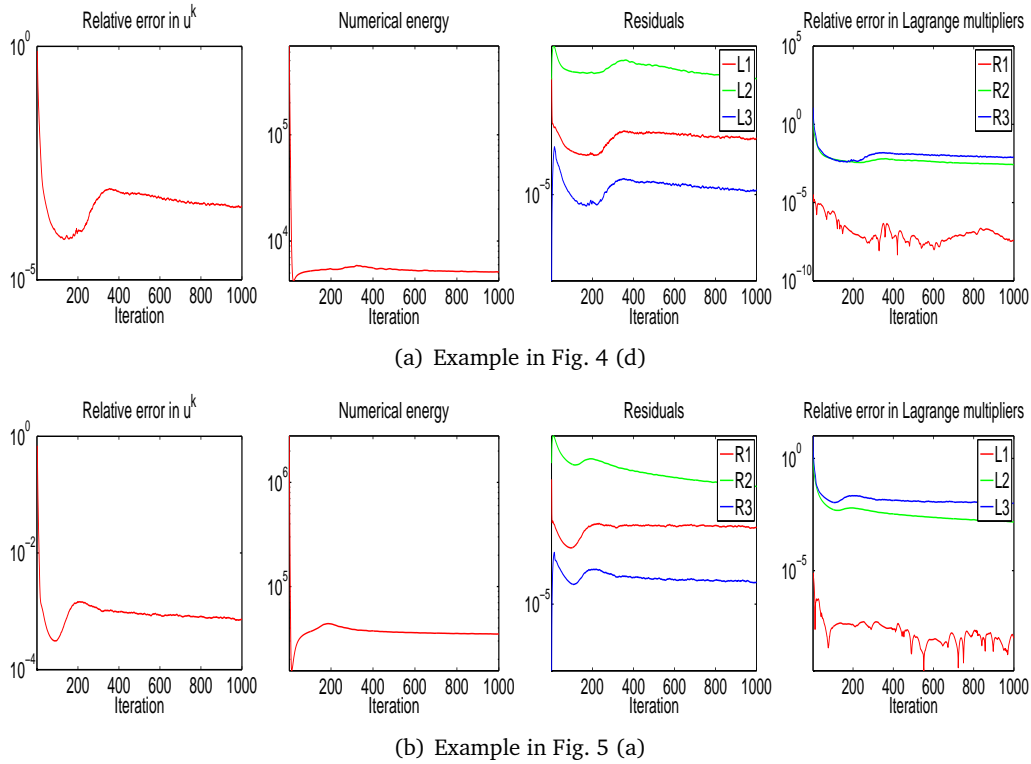 Relative error in u^k
10^0
10^-5
200 400 600 800 1000
Iteration
Numerical energy
10^5
10^4
200 400 600 800 1000
Iteration
Residuals
L1
L2
L3
10^-5
200 400 600 800 1000
Iteration
Relative error in Lagrange multipliers
10^5
R1
R2
R3
10^0
10^-5
10^-10
200 400 600 800 1000
Iteration
(a) Example in Fig. 4 (d)
Relative error in u^k
10^0
10^-2
10^-4
200 400 600 800 1000
Iteration
Numerical energy
10^6
10^5
200 400 600 800 1000
Iteration
Residuals
R1
R2
R3
10^-5
200 400 600 800 1000
Iteration
Relative error in Lagrange multipliers
10^0
L1
L2
L3
10^-5
200 400 600 800 1000
Iteration
(b) Example in Fig. 5 (a)